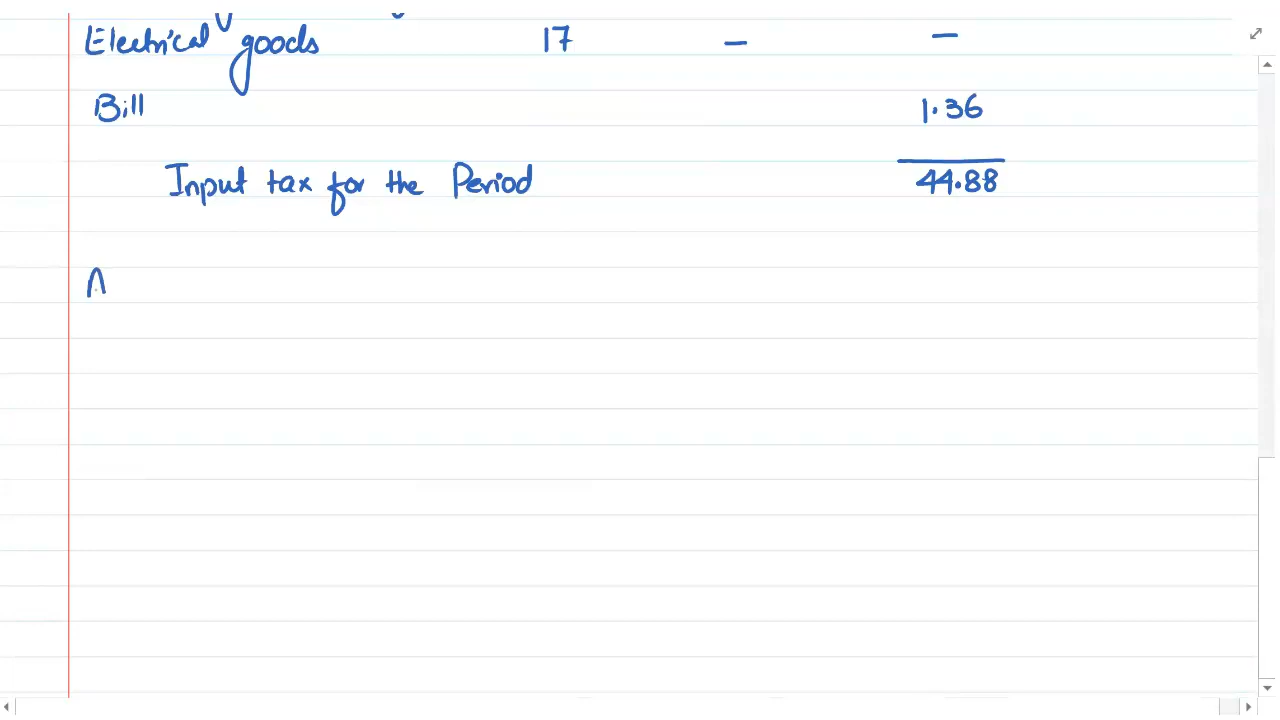 Electrical goods 17 - -
Bill 1.36
Input tax for the Period 44.88